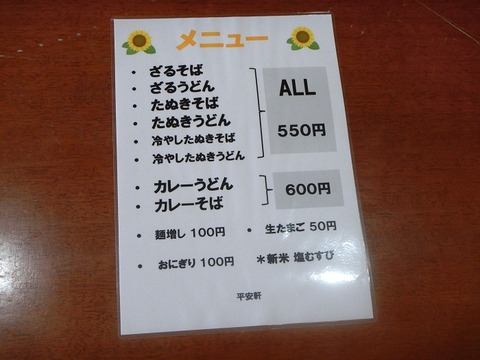 メニュー
・ ざるそば
・ ざるうどん
・ たぬきそば
・ たぬきうどん
・ 冷やしたぬきそば
・ 冷やしたぬきうどん
ALL
550円
・ カレーうどん
・ カレーそば
600円
・ 麺増し 100円
・ 生たまご 50円
・ おにぎり 100円
＊新米 塩むすび
平安軒